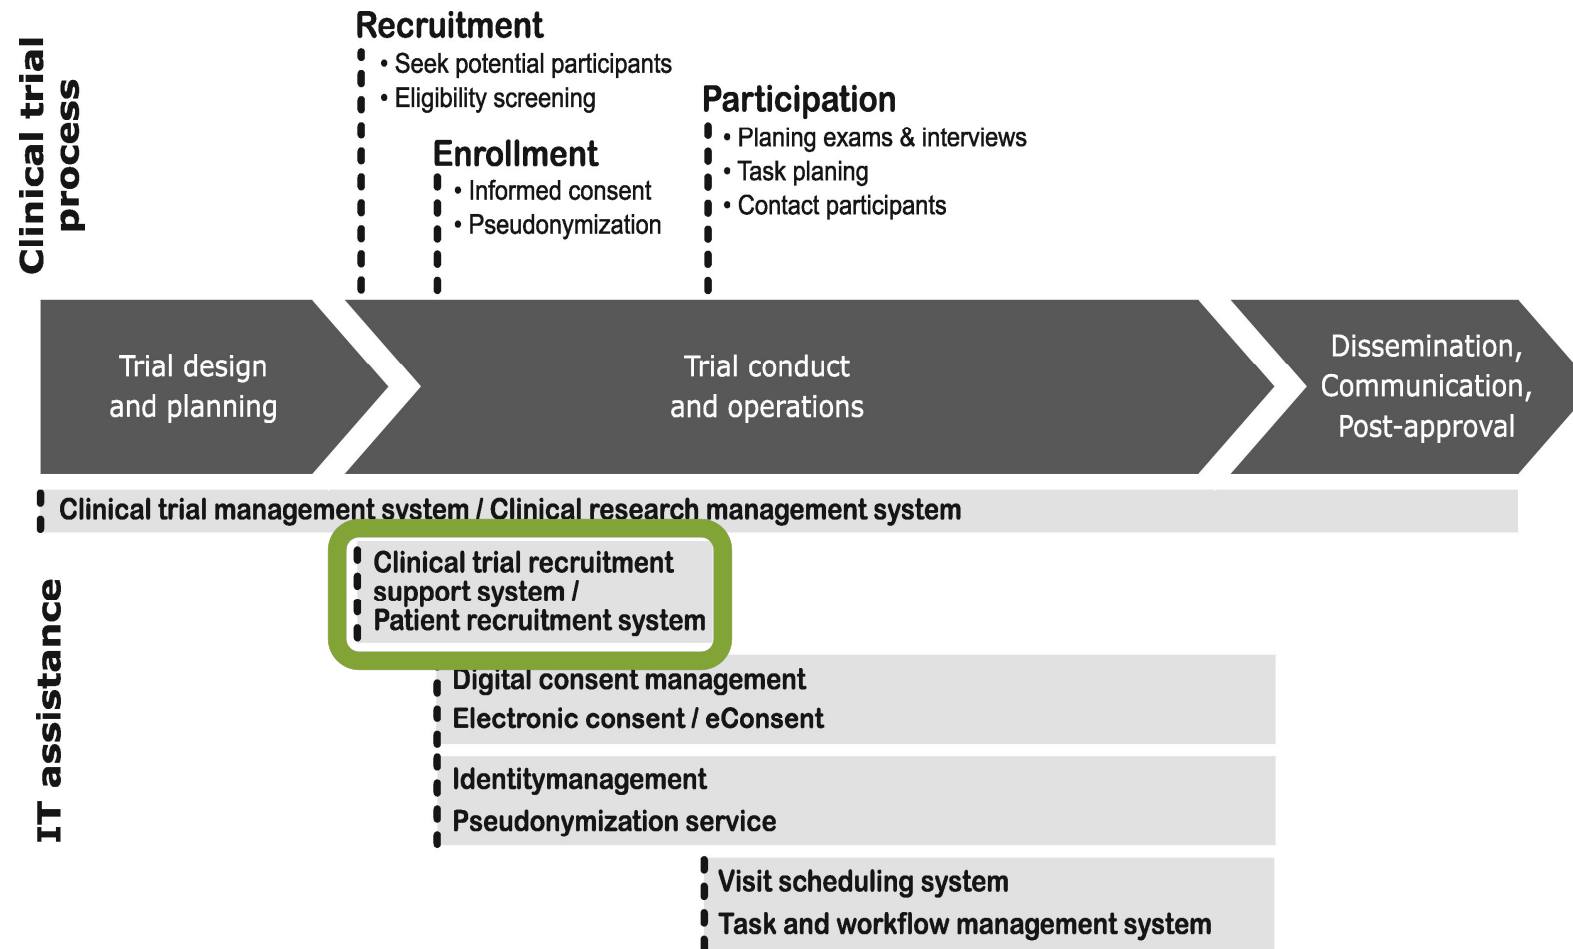 Clinical trial
process
Recruitment
• Seek potential participants
• Eligibility screening
Enrollment
• Informed consent
• Pseudonymization
Participation
• Planing exams & interviews
• Task planing
• Contact participants
Trial design
and planning
Trial conduct
and operations
Dissemination,
Communication,
Post-approval
IT assistance
Clinical trial management system / Clinical research management system
Clinical trial recruitment
support system /
Patient recruitment system
Digital consent management
Electronic consent / eConsent
Identitymanagement
Pseudonymization service
Visit scheduling system
Task and workflow management system